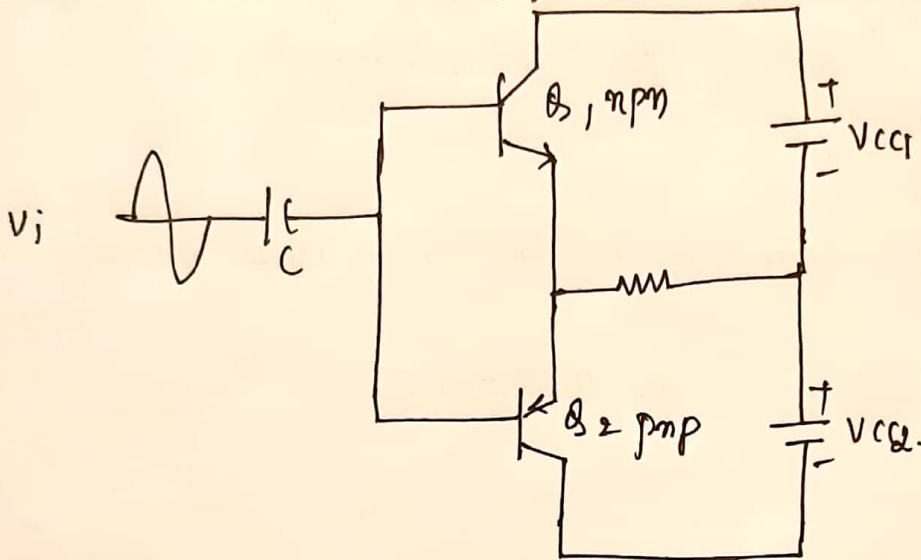 Q1 npn
+
VCC1
-
Vi
C
+
Q2 pnp
VCC2.
-